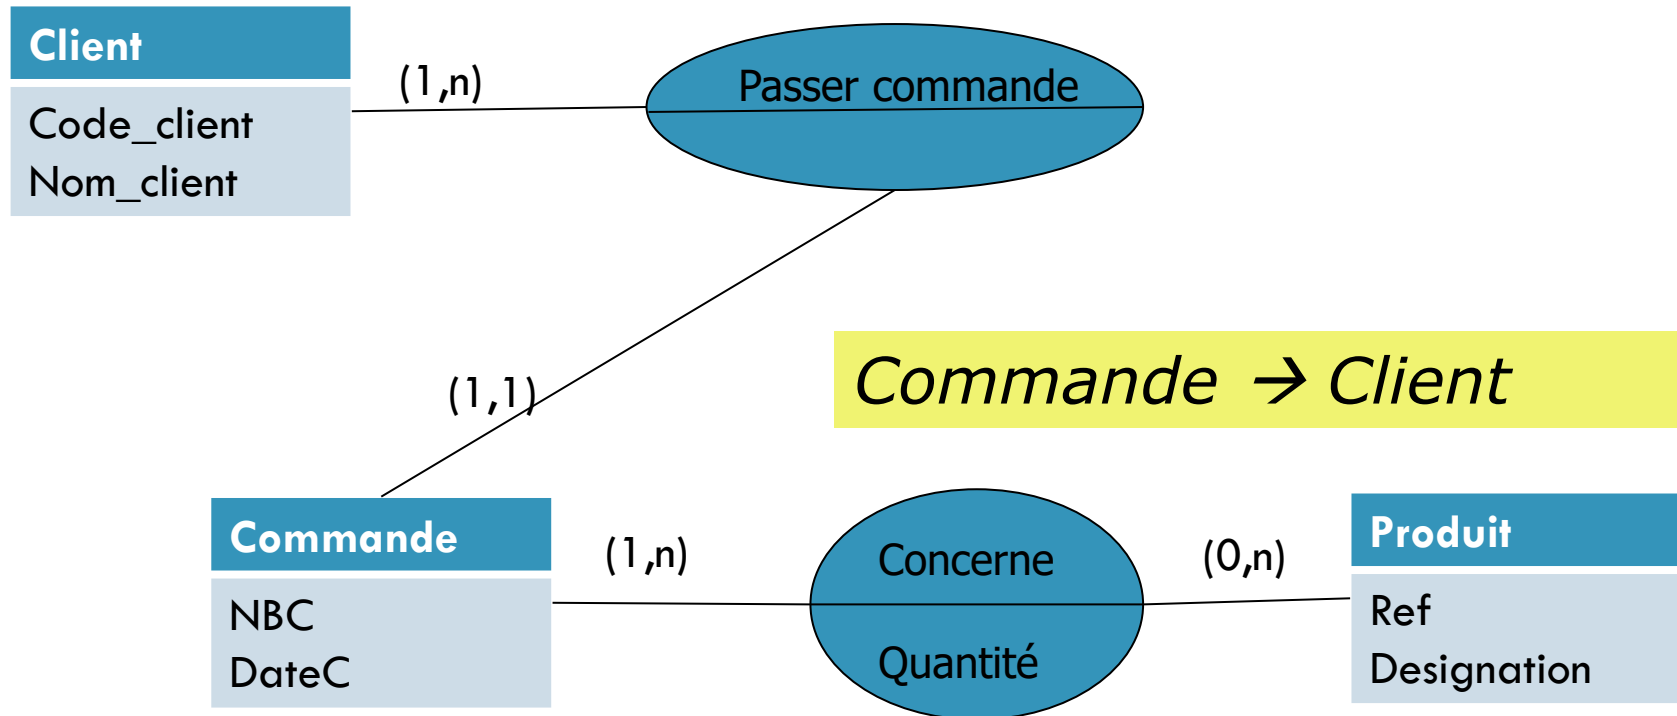 Client
Code_client
Nom_client
(1,n)
Passer commande
(1,1)
Commande → Client
Commande
NBC
DateC
(1,n)
Concerne
Quantité
(0,n)
Produit
Ref
Designation